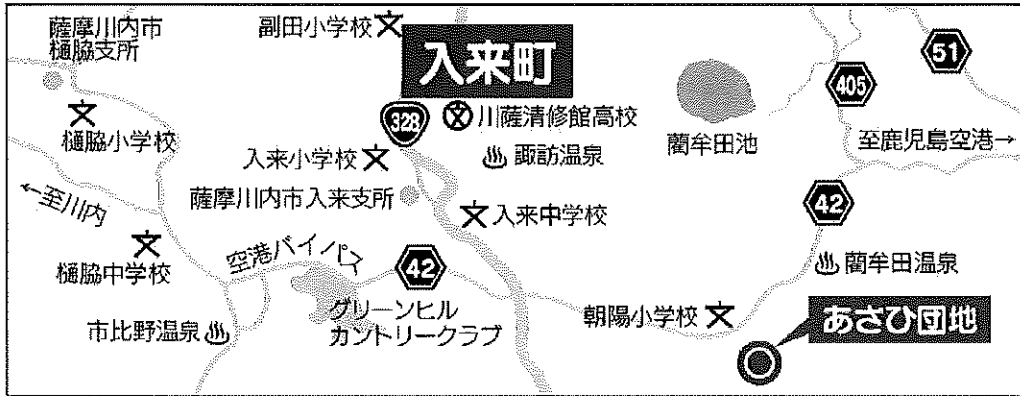 薩摩川内市
樋脇支所
副田小学校
入来町
51
405
樋脇小学校
328
川薩清修館高校
入来小学校
諏訪温泉
藺牟田池
至鹿児島空港→
←至川内
薩摩川内市入来支所
入来中学校
42
樋脇中学校
空港バイパス
42
藺牟田温泉
市比野温泉
グリーンヒル
カントリークラブ
朝陽小学校
あさひ団地